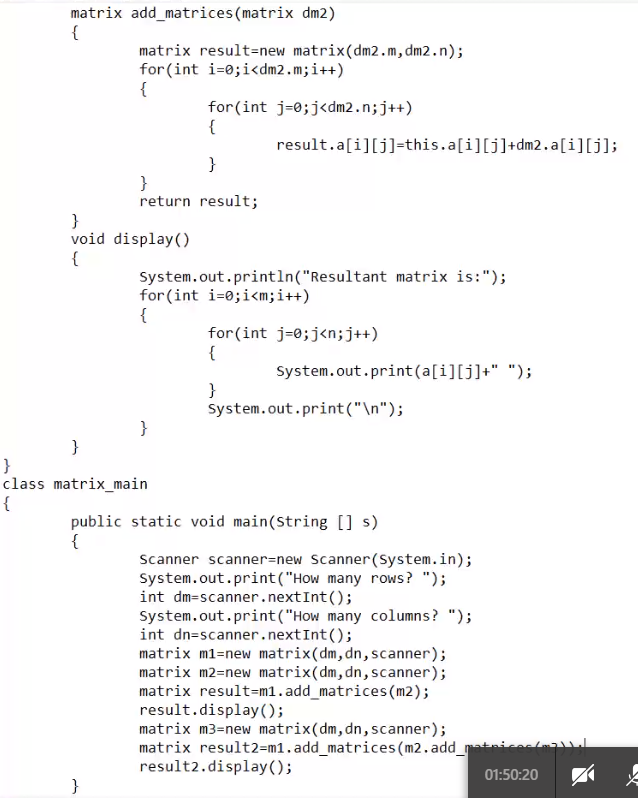 matrix add_matrices(matrix dm2)
{
matrix result=new matrix(dm2.m,dm2.n);
for(int i=0;i<dm2.m;i++)
{
for(int j=0;j<dm2.n;j++)
{
result.a[i][j]=this.a[i][j]+dm2.a[i][j];
}
}
return result;
}
void display()
{
System.out.println("Resultant matrix is:");
for(int i=0;i<m;i++)
{
for(int j=0;j<n;j++)
{
System.out.print(a[i][j]+" ");
}
System.out.print("\n");
}
}
}
class matrix_main
{
public static void main(String [] s)
{
Scanner scanner=new Scanner(System.in);
System.out.print("How many rows? ");
int dm=scanner.nextInt();
System.out.print("How many columns? ");
int dn=scanner.nextInt();
matrix m1=new matrix(dm,dn,scanner);
matrix m2=new matrix(dm,dn,scanner);
matrix result=m1.add_matrices(m2);
result.display();
matrix m3=new matrix(dm,dn,scanner);
matrix result2=m1.add_matrices(m2.add_matrices(m3));
result2.display();
}
01:50:20